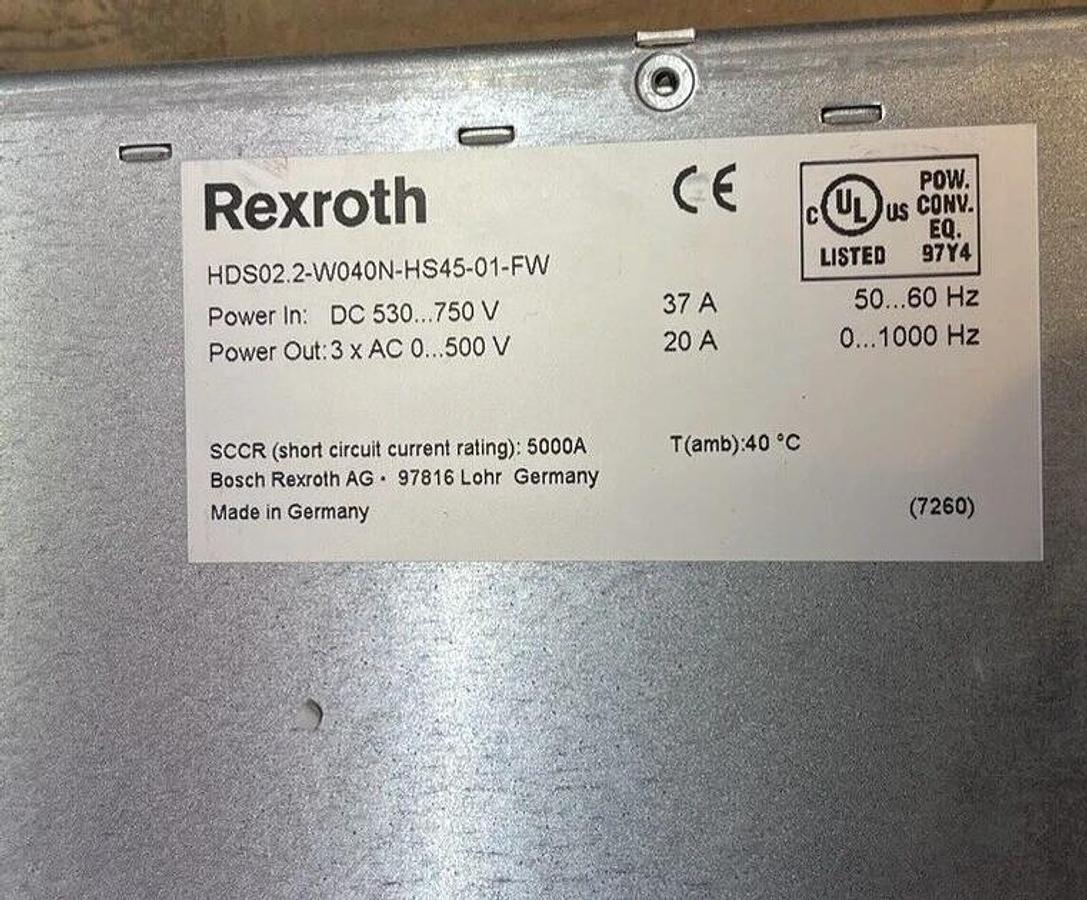 Rexroth
CE
C UL US
LISTED
POW.
CONV.
EQ.
97Y4
HDS02.2-W040N-HS45-01-FW
Power In: DC 530...750 V 37 A 50...60 Hz
Power Out:3 x AC 0...500 V 20 A 0...1000 Hz
SCCR (short circuit current rating): 5000A T(amb):40 °C
Bosch Rexroth AG · 97816 Lohr Germany
Made in Germany (7260)